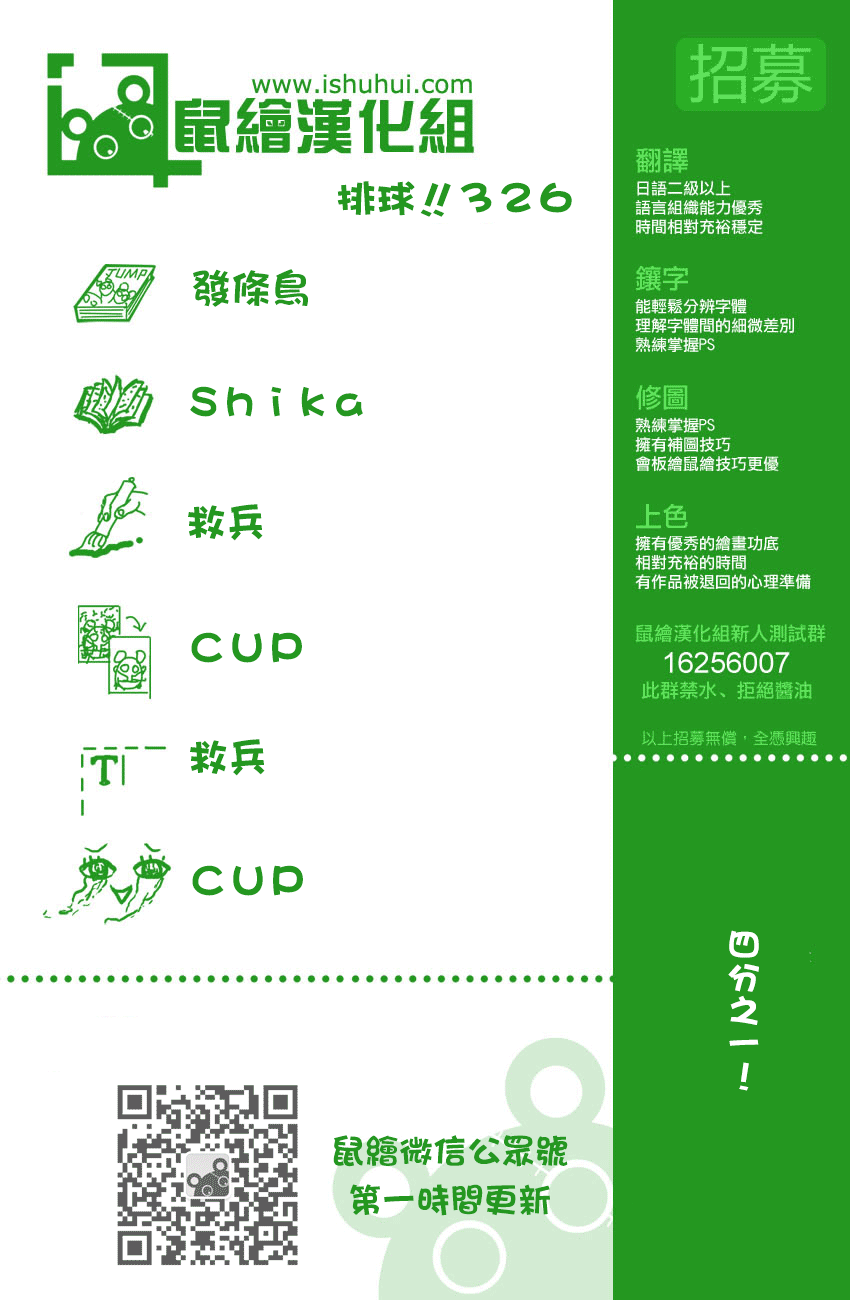 www.ishuhui.com
鼠繪漢化組
排球!!326
JUMP
發條鳥
Shika
救兵
cup
T
救兵
cup
鼠繪微信公眾號
第一時間更新
招募
翻譯
日語二級以上
語言組織能力優秀
時間相對充裕穩定
鑲字
能輕鬆分辨字體
理解字體間的細微差別
熟練掌握PS
修圖
熟練掌握PS
擁有補圖技巧
會板繪鼠繪技巧更優
上色
擁有優秀的繪畫功底
相對充裕的時間
有作品被退回的心理準備
鼠繪漢化組新人測試群
16256007
此群禁水、拒絕醬油
以上招募無償，全憑興趣
四分之一！